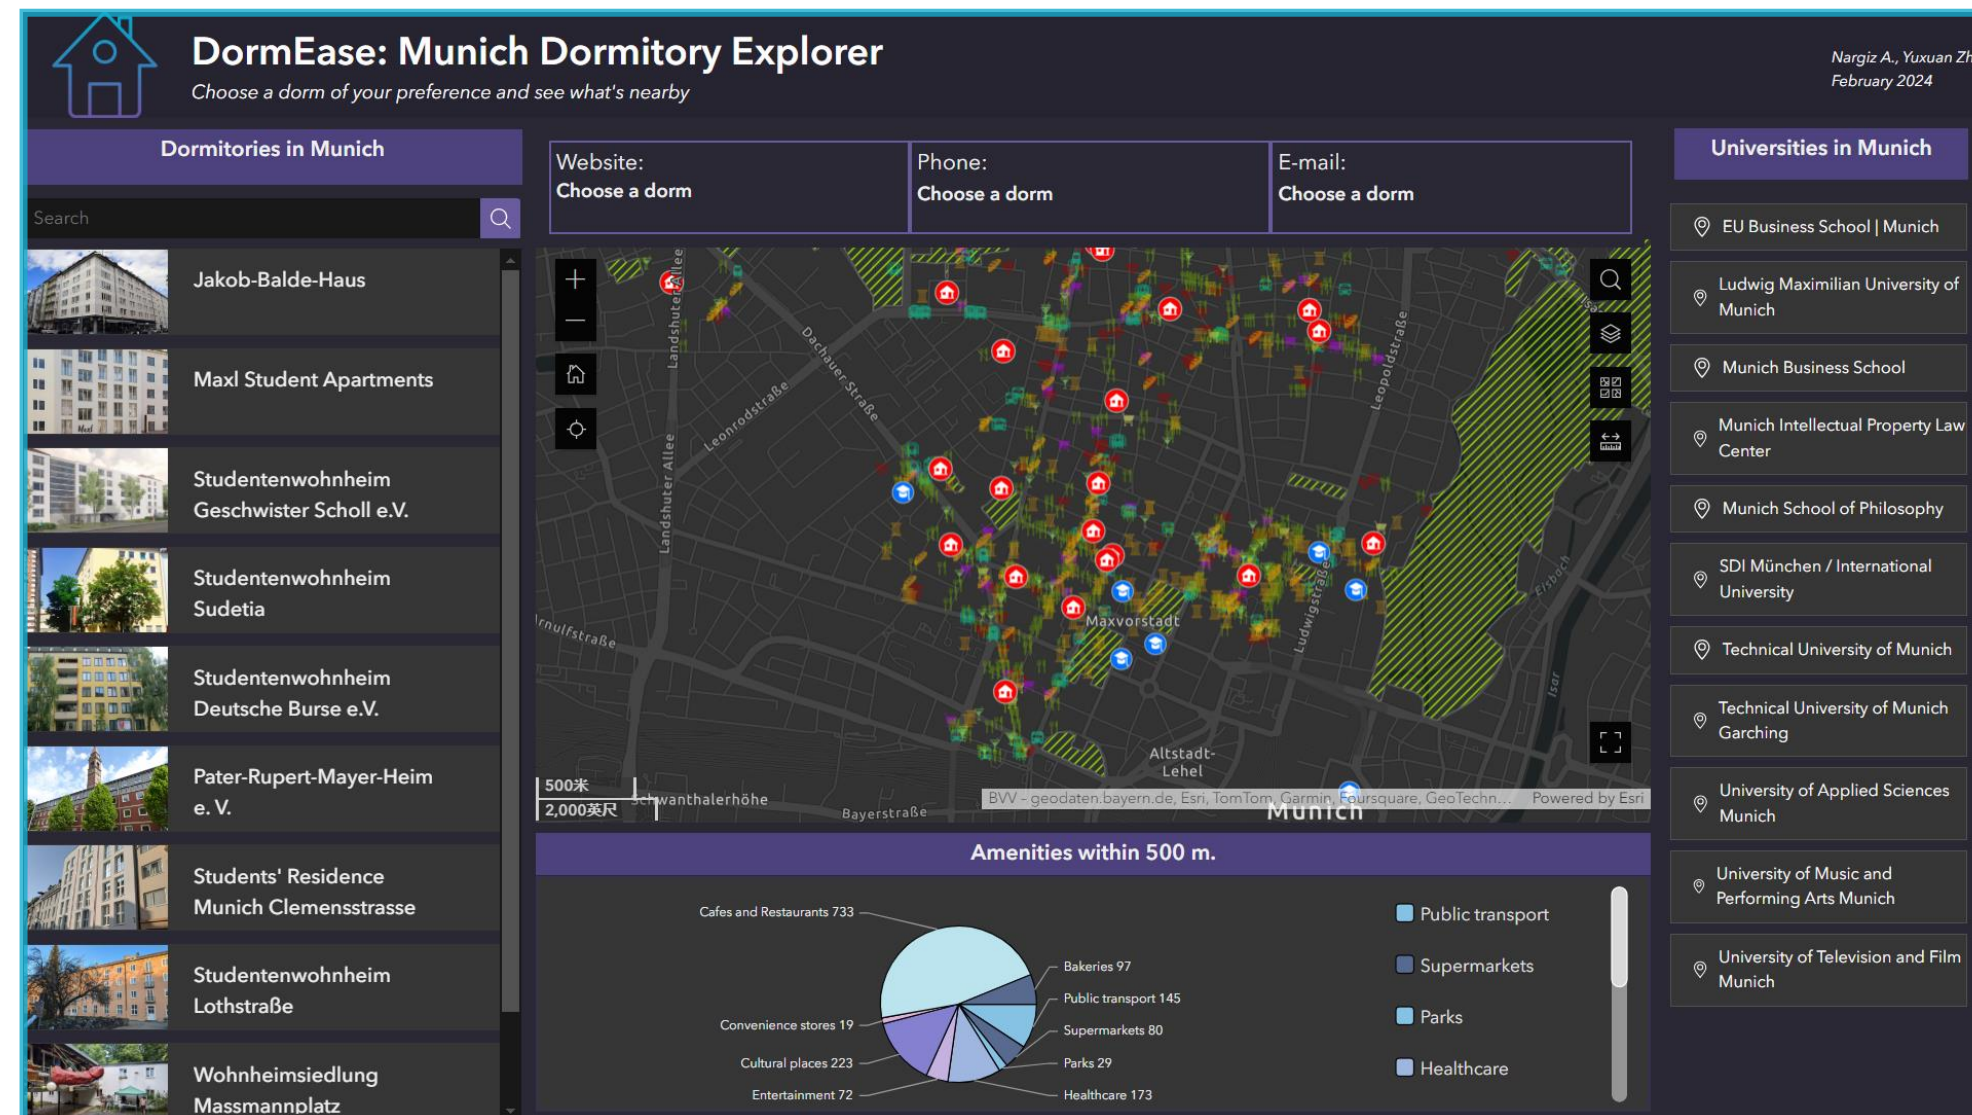 DormEase: Munich Dormitory Explorer
Choose a dorm of your preference and see what's nearby
Nargiz A., Yuxuan Zh
February 2024
Dormitories in Munich
Search
Jakob-Balde-Haus
Maxl Student Apartments
Studentenwohnheim
Geschwister Scholl e.V.
Studentenwohnheim
Sudetia
Studentenwohnheim
Deutsche Burse e.V.
Pater-Rupert-Mayer-Heim
e. V.
Students' Residence
Munich Clemensstrasse
Studentenwohnheim
Lothstraße
Wohnheimsiedlung
Massmannplatz
Website:
Choose a dorm
Phone:
Choose a dorm
E-mail:
Choose a dorm
Landshuter Allee
Dachauer Straße
Leonrodstraße
Leopoldstraße
Landshuter Allee
Eisbach
Ludwigstraße
Maxvorstadt
rnulfstraße
Isar
Altstadt-
Lehel
500米
2,000英尺
Schwanthalerhöhe
Bayerstraße
Munich
BVV - geodaten.bayern.de, Esri, TomTom, Garmin, Foursquare, GeoTechn...
Powered by Esri
Amenities within 500 m.
Cafes and Restaurants 733
Bakeries 97
Public transport 145
Convenience stores 19
Supermarkets 80
Cultural places 223
Parks 29
Entertainment 72
Healthcare 173
Public transport
Supermarkets
Parks
Healthcare
Universities in Munich
EU Business School | Munich
Ludwig Maximilian University of
Munich
Munich Business School
Munich Intellectual Property Law
Center
Munich School of Philosophy
SDI München / International
University
Technical University of Munich
Technical University of Munich
Garching
University of Applied Sciences
Munich
University of Music and
Performing Arts Munich
University of Television and Film
Munich